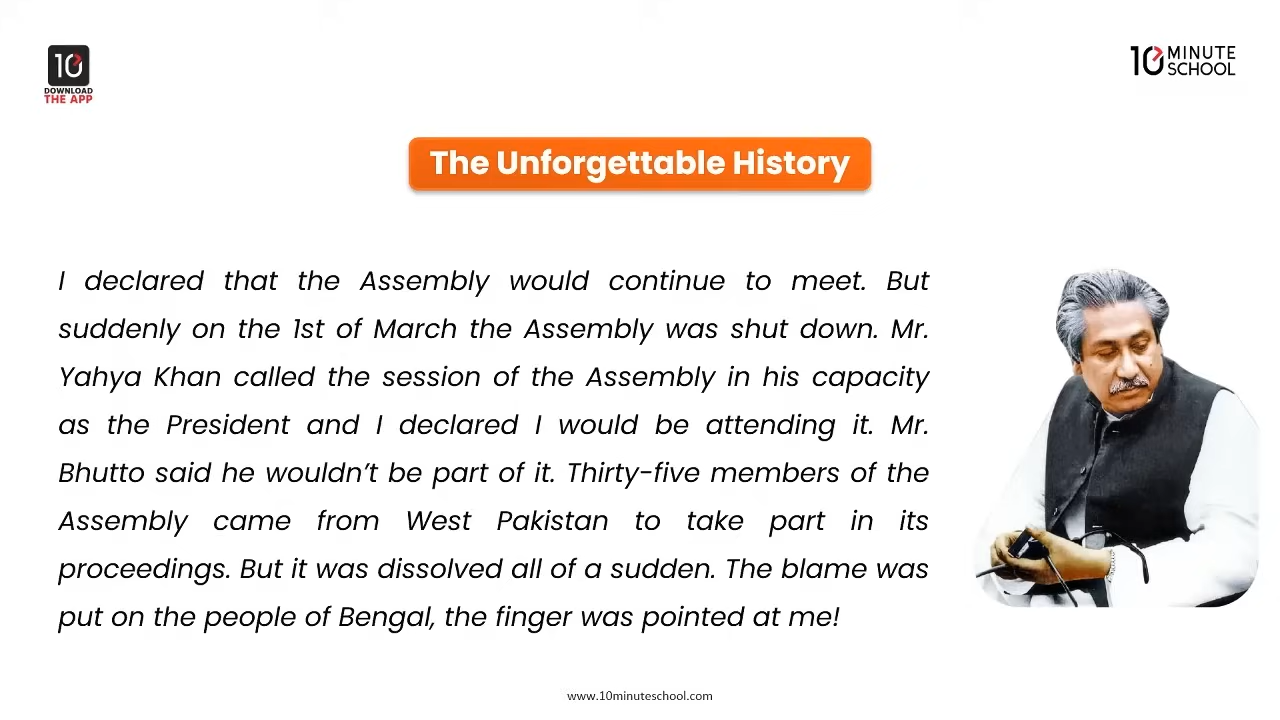 10
DOWNLOAD
THE APP
10 MINUTE
SCHOOL
The Unforgettable History
I declared that the Assembly would continue to meet. But
suddenly on the 1st of March the Assembly was shut down. Mr.
Yahya Khan called the session of the Assembly in his capacity
as the President and I declared I would be attending it. Mr.
Bhutto said he wouldn’t be part of it. Thirty-five members of the
Assembly came from West Pakistan to take part in its
proceedings. But it was dissolved all of a sudden. The blame was
put on the people of Bengal, the finger was pointed at me!
www.10minuteschool.com